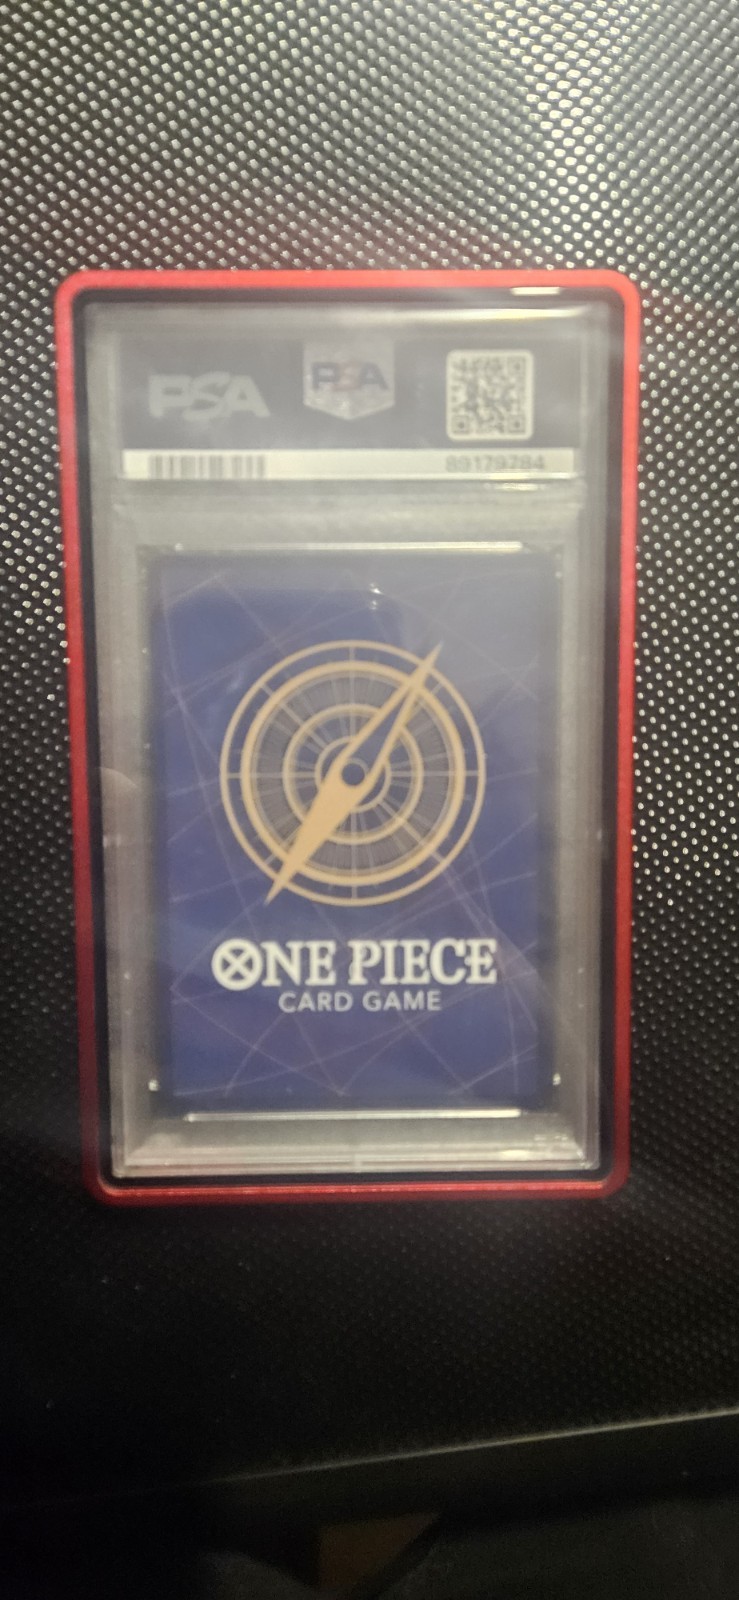 PSA
PSA
89179784
ONE PIECE
CARD GAME